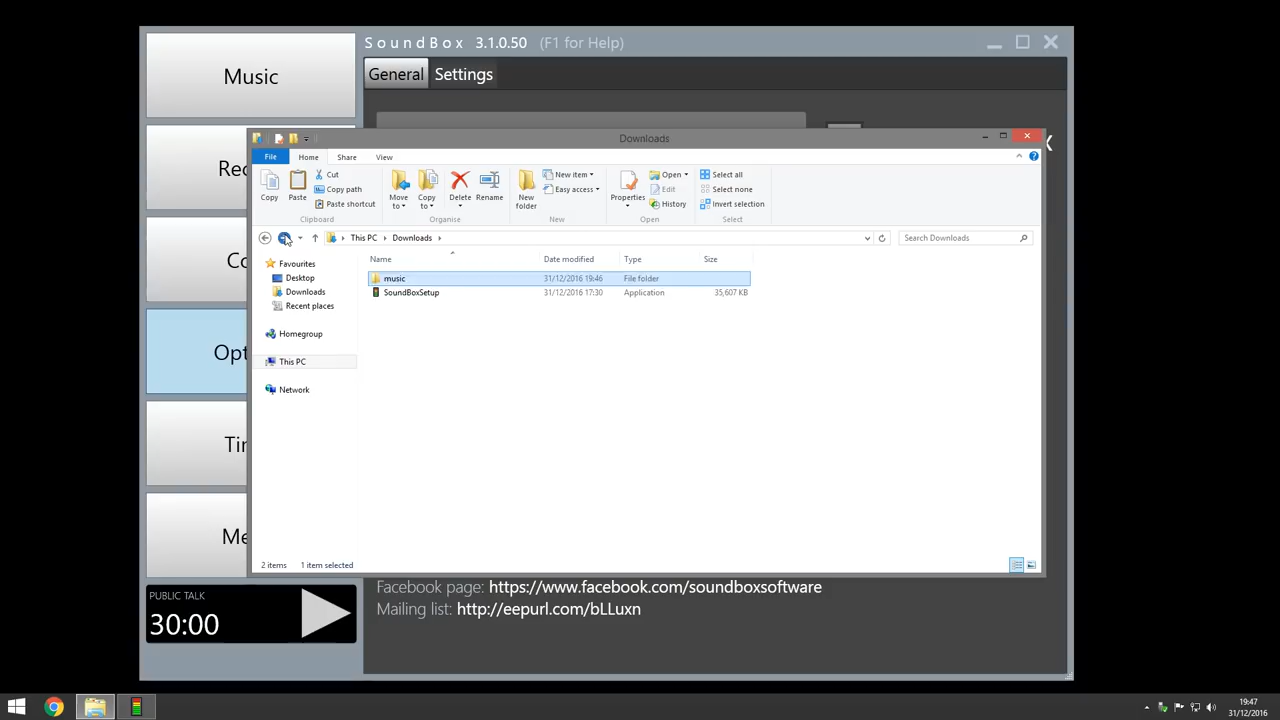 Music
SoundBox 3.1.0.50 (F1 for Help)
General Settings
Downloads
File Home Share View
Copy
Paste
Cut
Copy path
Paste shortcut
Clipboard
Move to
Copy to
Delete
Rename
Organise
New folder
New item
Easy access
New
Properties
Open
Edit
History
Open
Select all
Select none
Invert selection
Select
This PC Downloads
Search Downloads
Name Date modified Type Size
music 31/12/2016 19:46 File folder
SoundBoxSetup 31/12/2016 17:30 Application 35,607 KB
Favourites
Desktop
Downloads
Recent places
Homegroup
This PC
Network
2 items 1 item selected
Rec
Co
Opt
Ti
Me
PUBLIC TALK
30:00
Facebook page: https://www.facebook.com/soundboxsoftware
Mailing list: http://eepurl.com/bLLuxn
19:47
31/12/2016